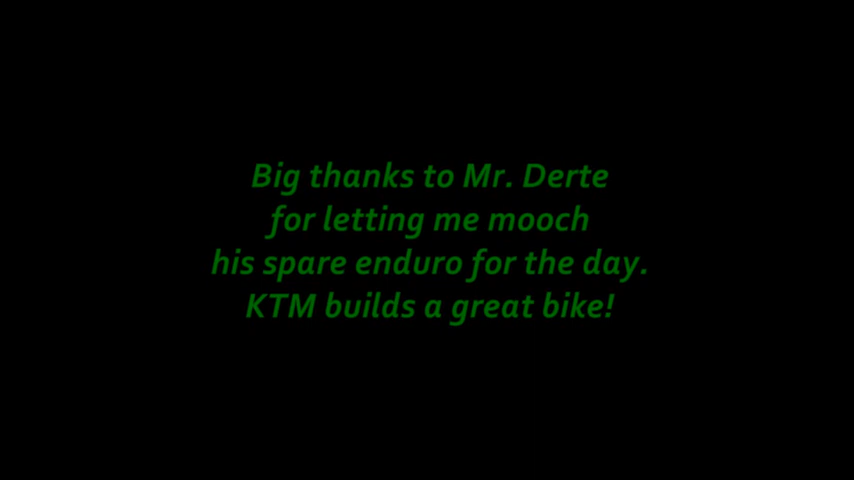 Big thanks to Mr. Derte
for letting me mooch
his spare enduro for the day.
KTM builds a great bike!